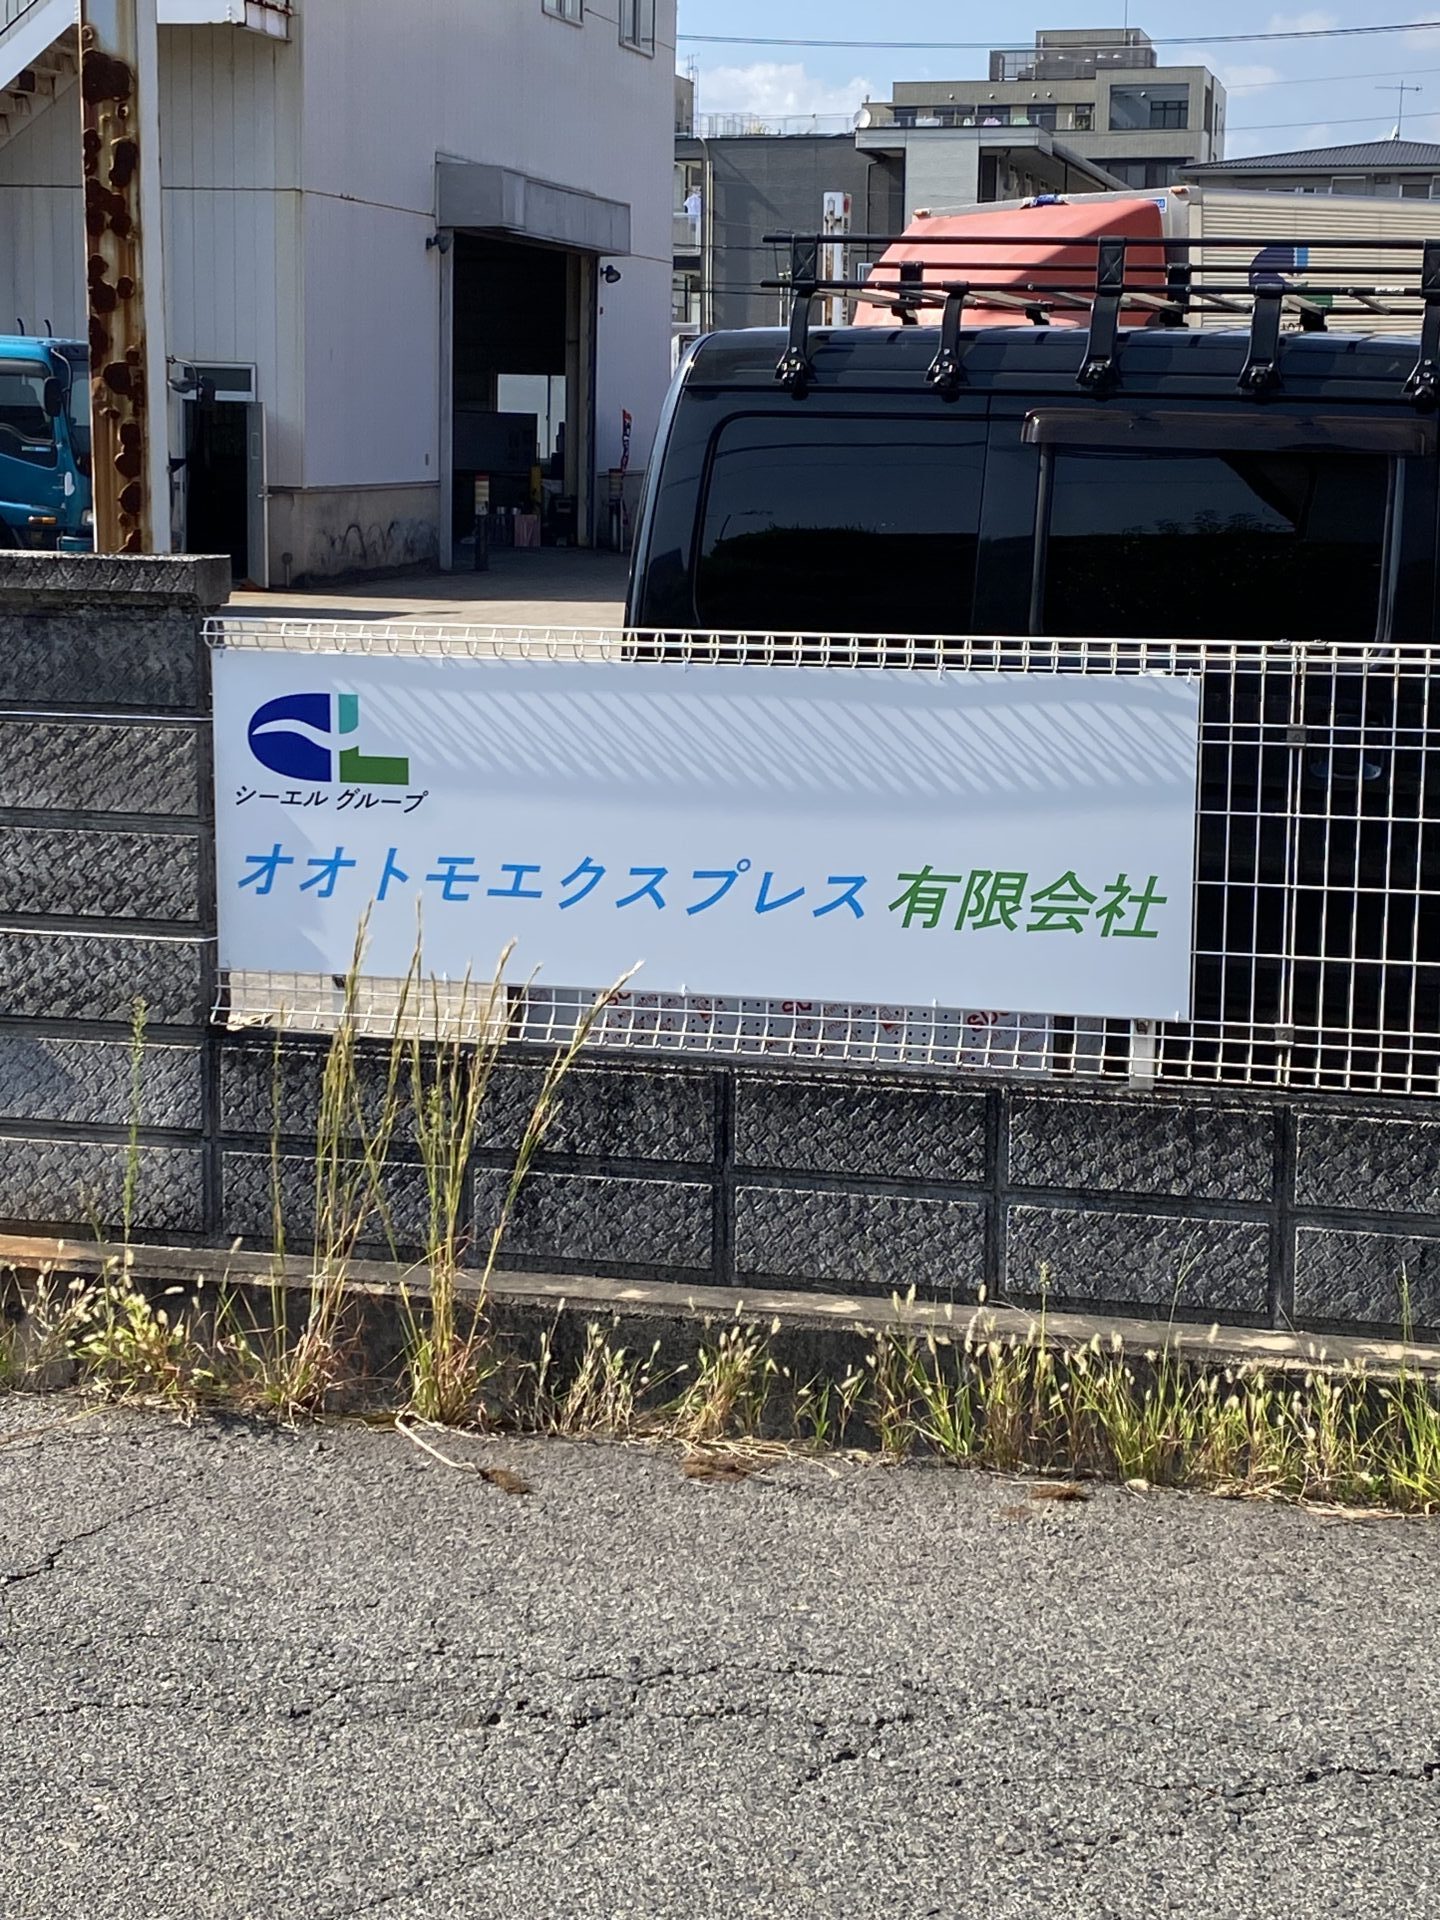 CL
シーエル グループ
オオトモエクスプレス 有限会社